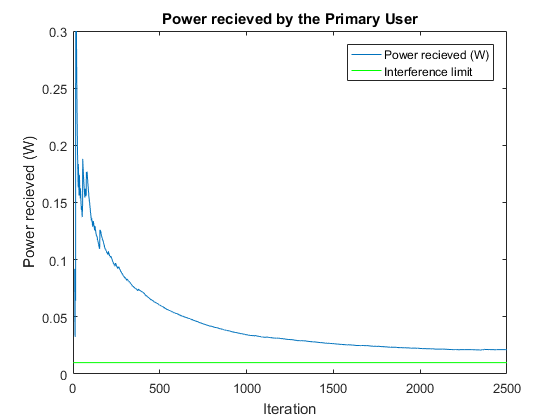 Power recieved by the Primary User
Power recieved (W)
Interference limit
Power recieved (W)
0.3
0.25
0.2
0.15
0.1
0.05
0
0 500 1000 1500 2000 2500
Iteration